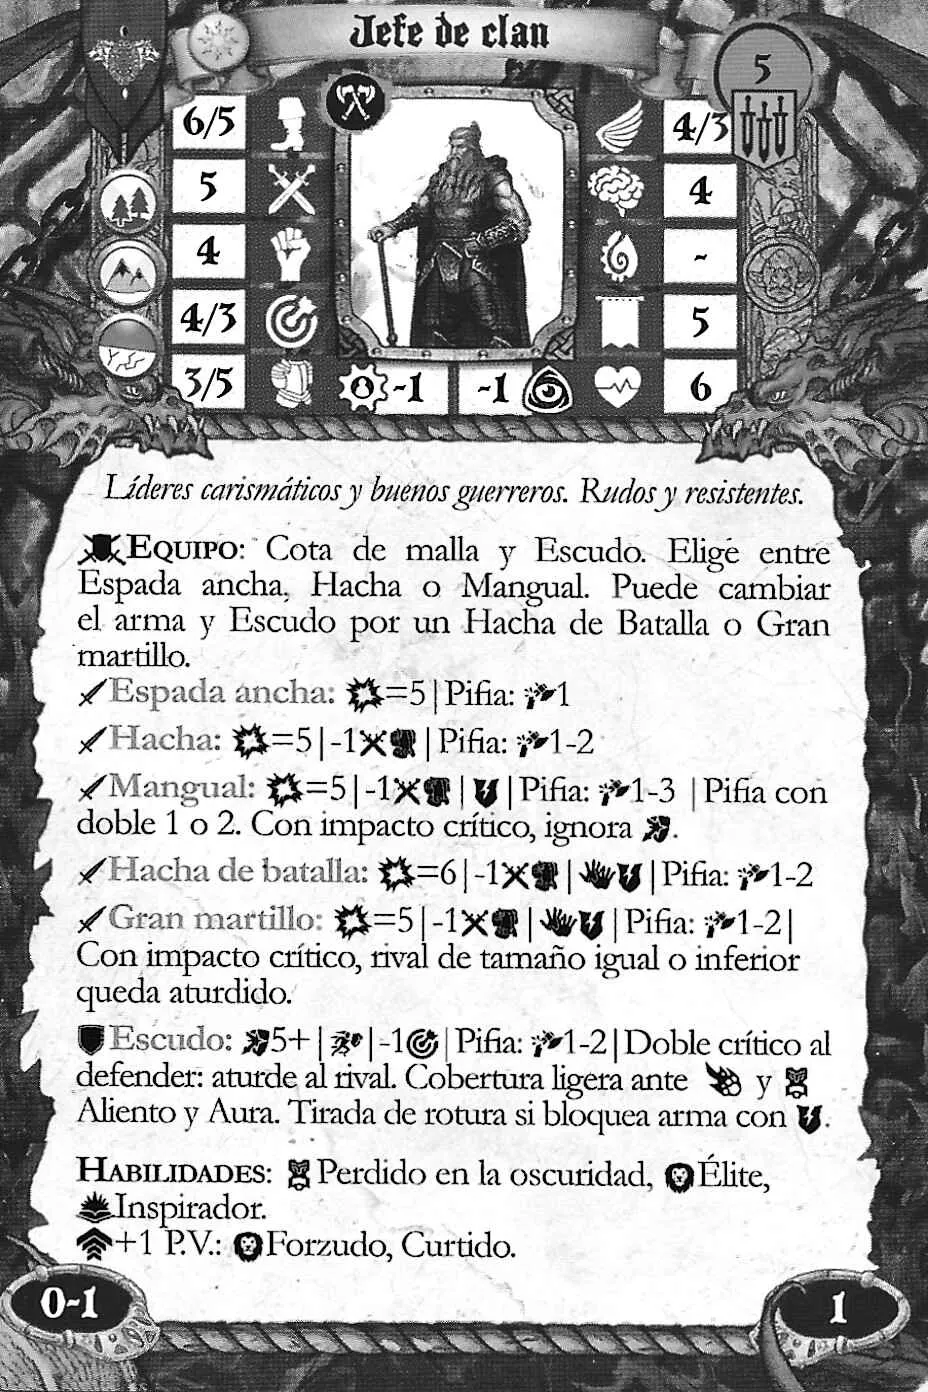 Jefe de clan
5
6/5
4/3
5
4
4
-
4/3
5
3/5
-1
-1
6
Líderes carismáticos y buenos guerreros. Rudos y resistentes.
EQUIPO: Cota de malla y Escudo. Elige entre
Espada ancha, Hacha o Mangual. Puede cambiar
el arma y Escudo por un Hacha de Batalla o Gran
martillo.
Espada ancha: =5|Pifia: 1
Hacha: =5|-1 |Pifia: 1-2
Mangual: =5|-1 | |Pifia: 1-3 |Pifia con
doble 1 o 2. Con impacto crítico, ignora .
Hacha de batalla: =6|-1 | |Pifia: 1-2
Gran martillo: =5|-1 | |Pifia: 1-2|
Con impacto crítico, rival de tamaño igual o inferior
queda aturdido.
Escudo: 5+| |-1 |Pifia: 1-2|Doble crítico al
defender: aturde al rival. Cobertura ligera ante y
Aliento y Aura. Tirada de rotura si bloquea arma con .
HABILIDADES: Perdido en la oscuridad, Élite,
Inspirador.
+1 P.V.: Forzudo, Curtido.
0-1
1